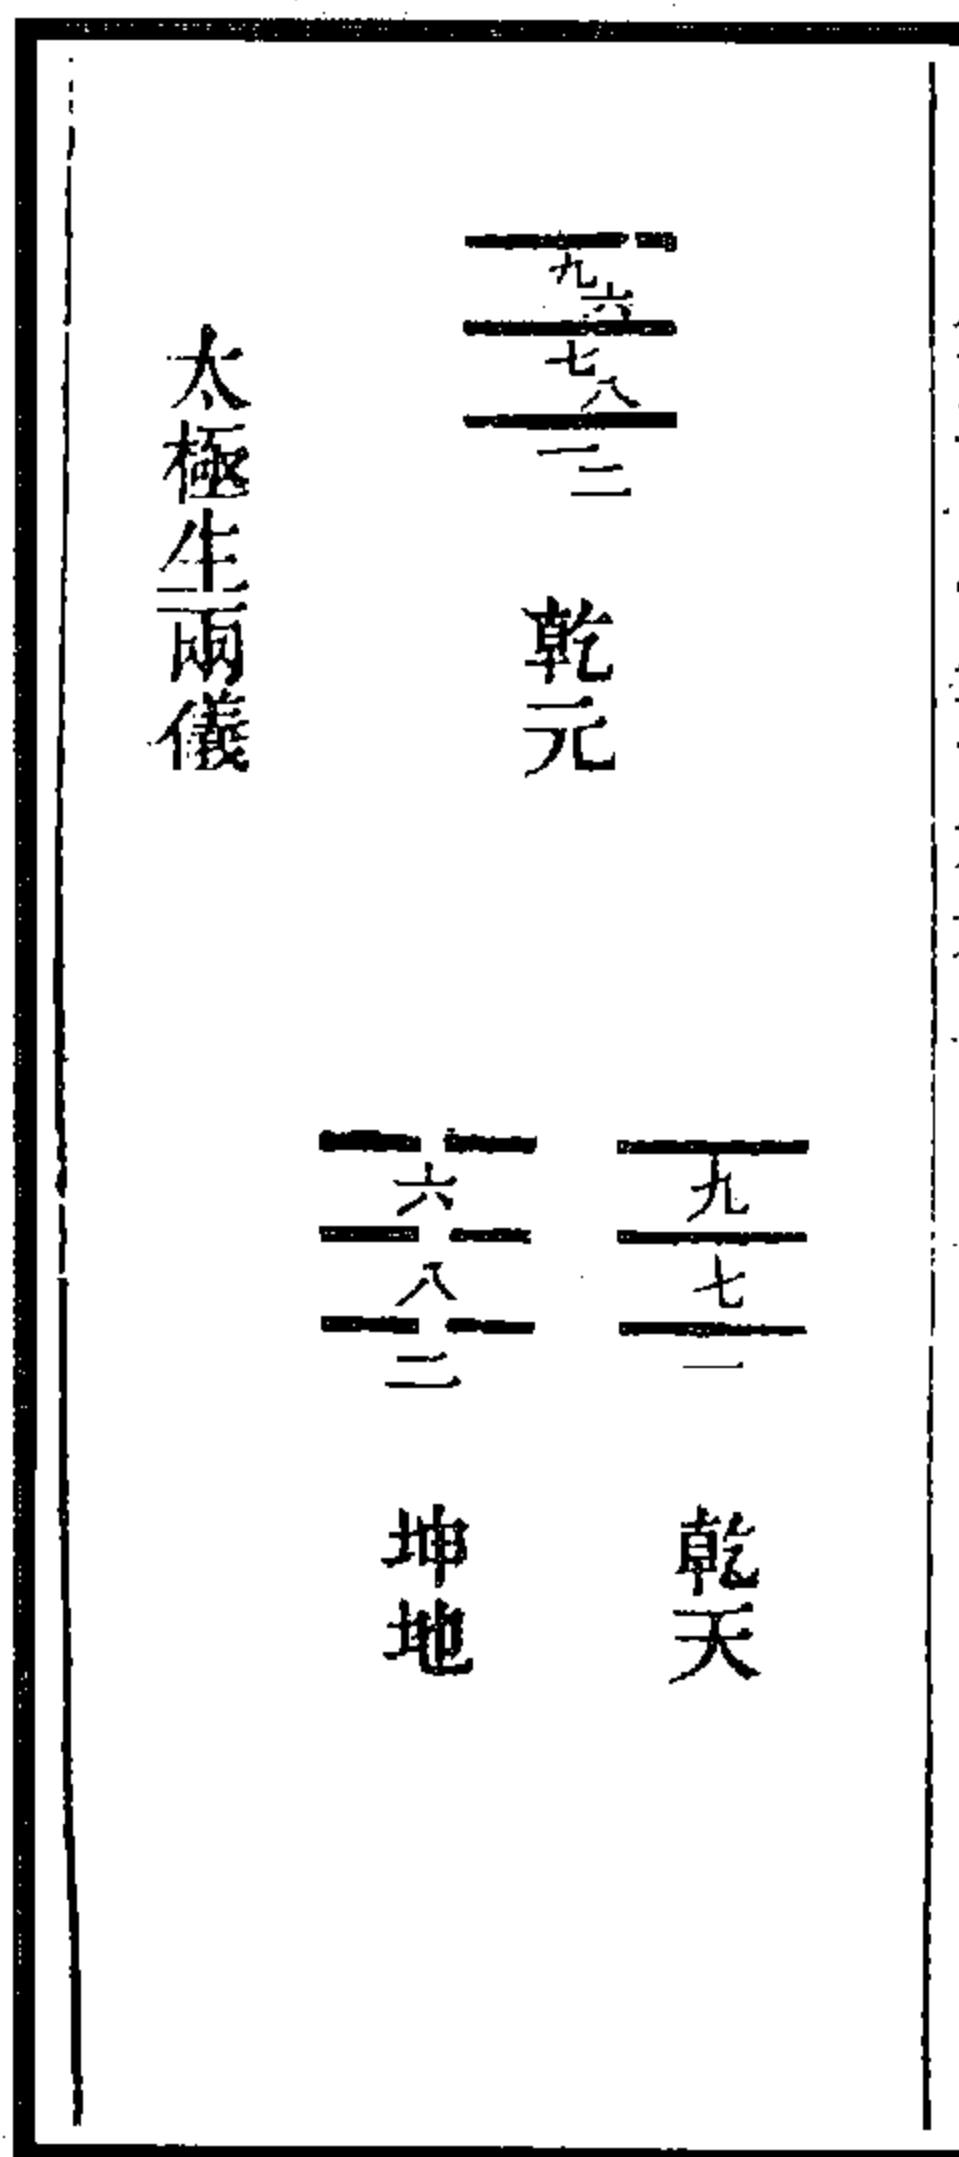 九六
七八
一二
乾元
九
七
一
乾天
六
八
二
坤地
太極生兩儀